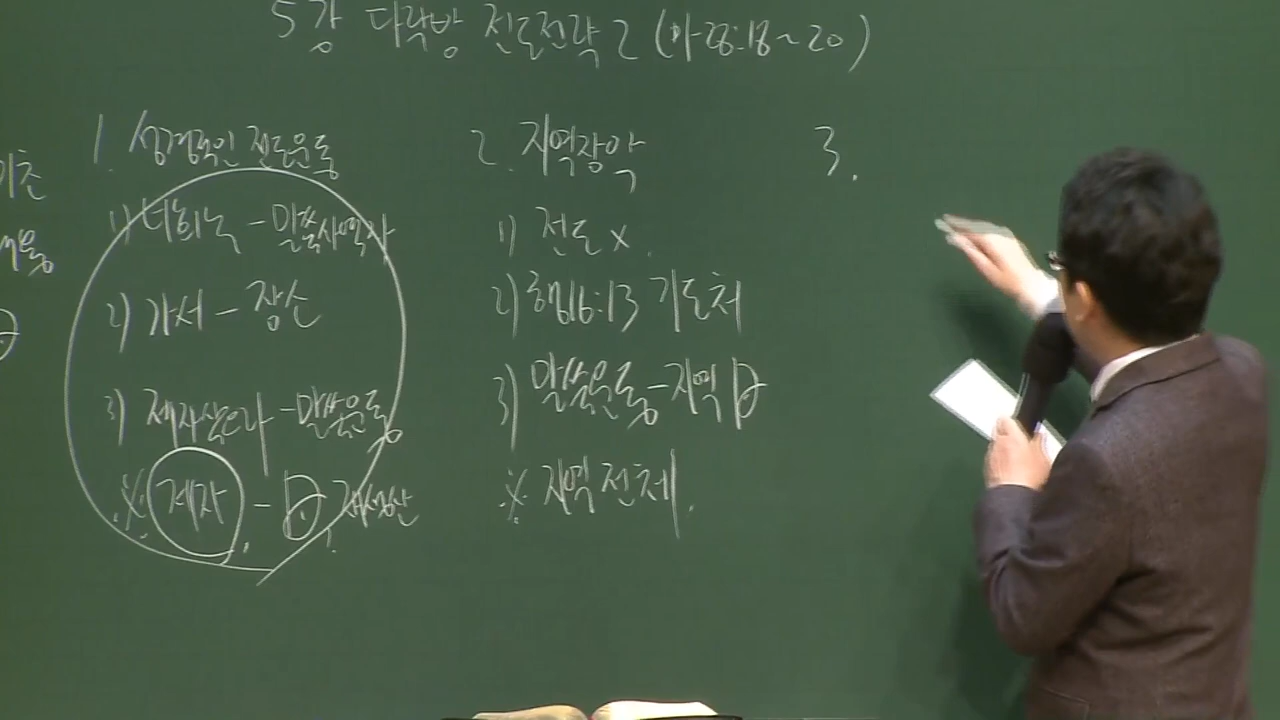 5강 다락방 전도전략 2 (마28:18~20)
기초
1. 성경적인 전도운동
1) 너희는 - 말씀사역자
2) 가서 - 장소
3) 제자삼으라 - 말씀운동
※ 제자 - D 재생산
2. 지역장악
1) 전도 x.
2) 행16:13 기도처
3) 말씀운동 - 지역 D
※ 지역 전체.
3.